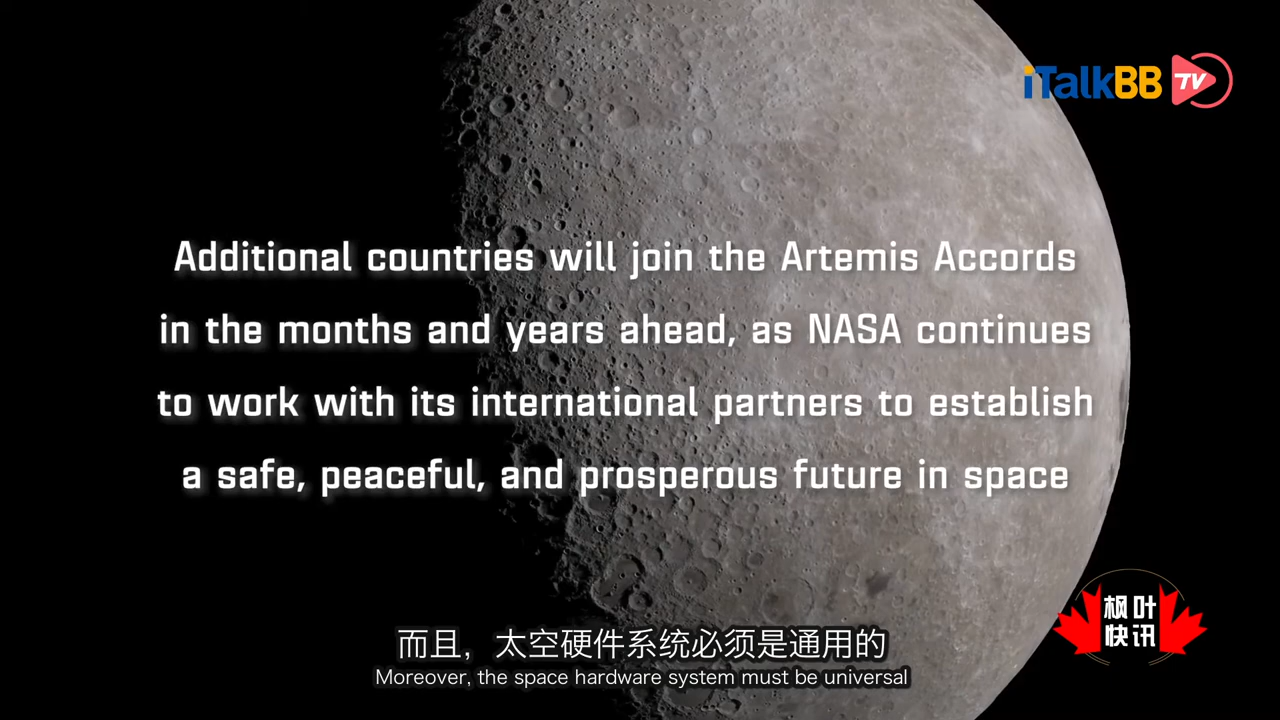 iTalkBB TV
Additional countries will join the Artemis Accords
in the months and years ahead, as NASA continues
to work with its international partners to establish
a safe, peaceful, and prosperous future in space
枫叶
快讯
而且，太空硬件系统必须是通用的
Moreover, the space hardware system must be universal